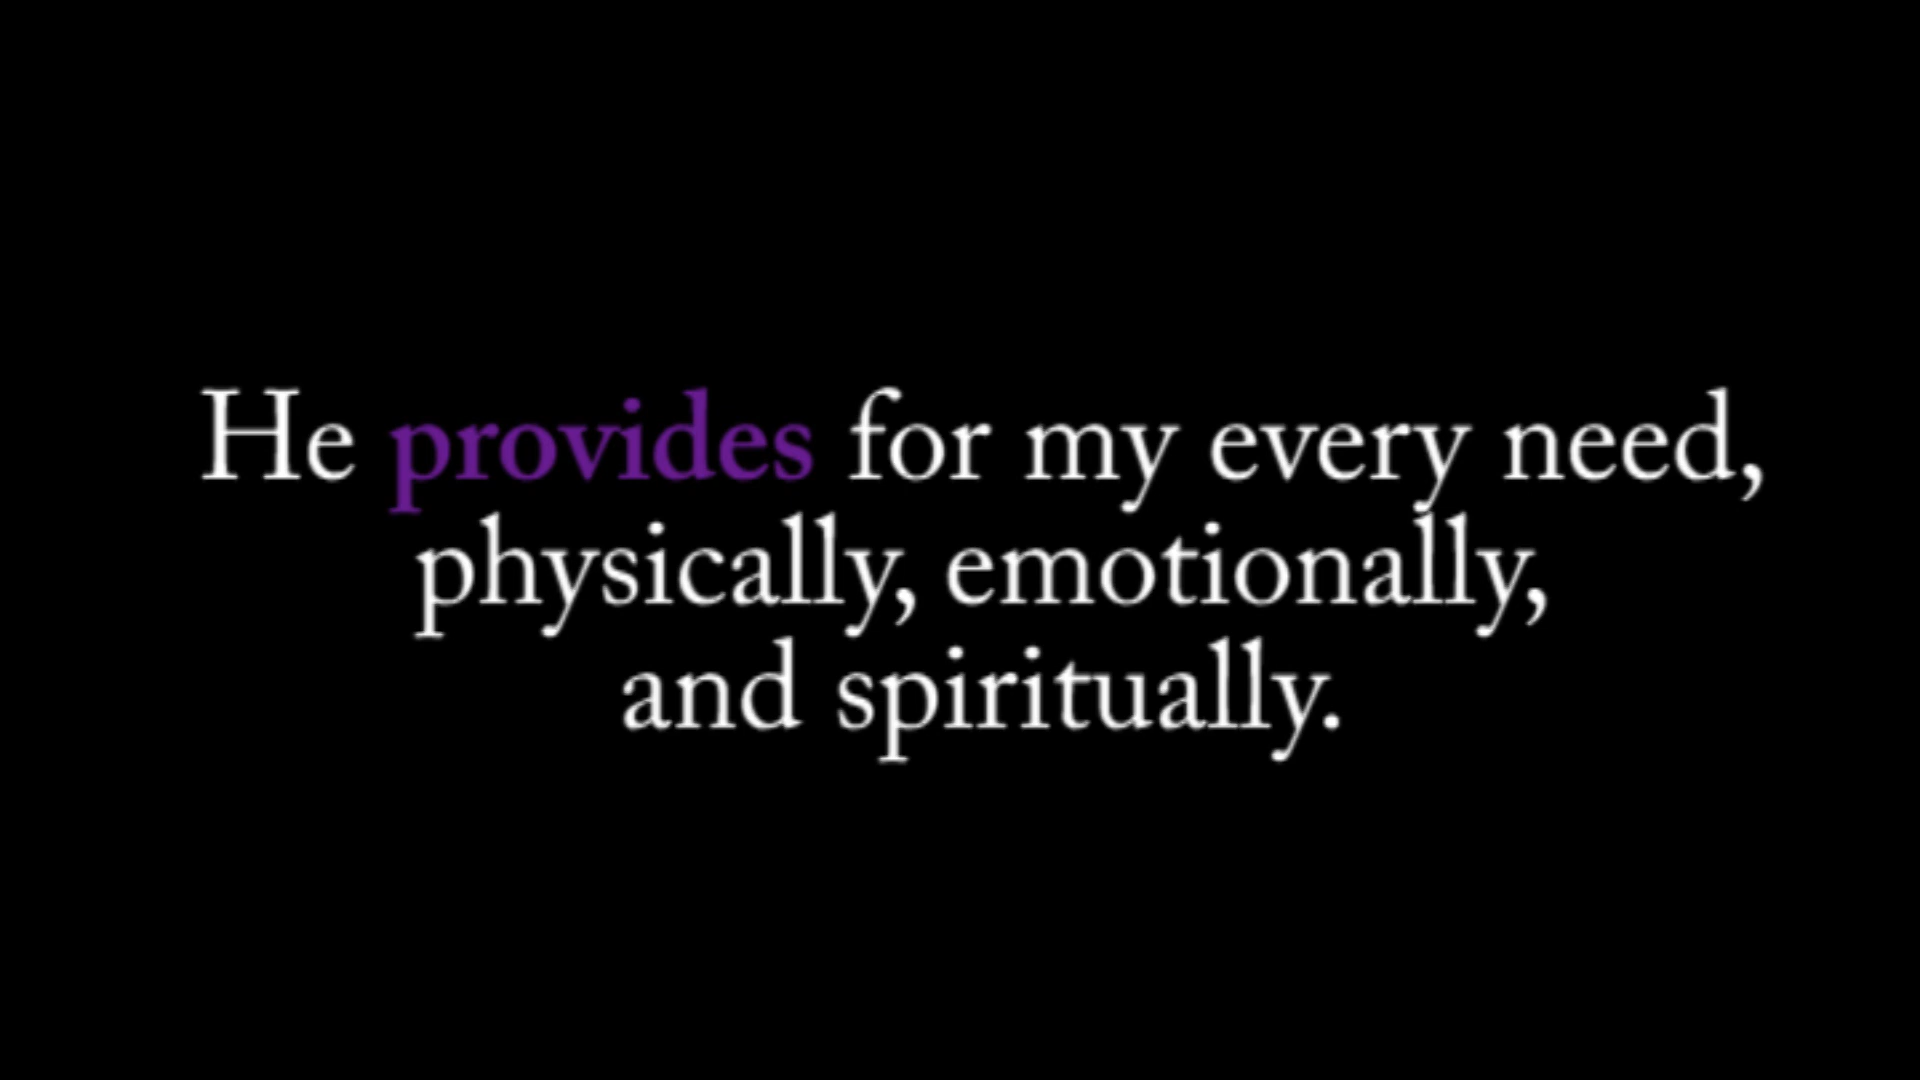 He provides for my every need,
physically, emotionally,
and spiritually.